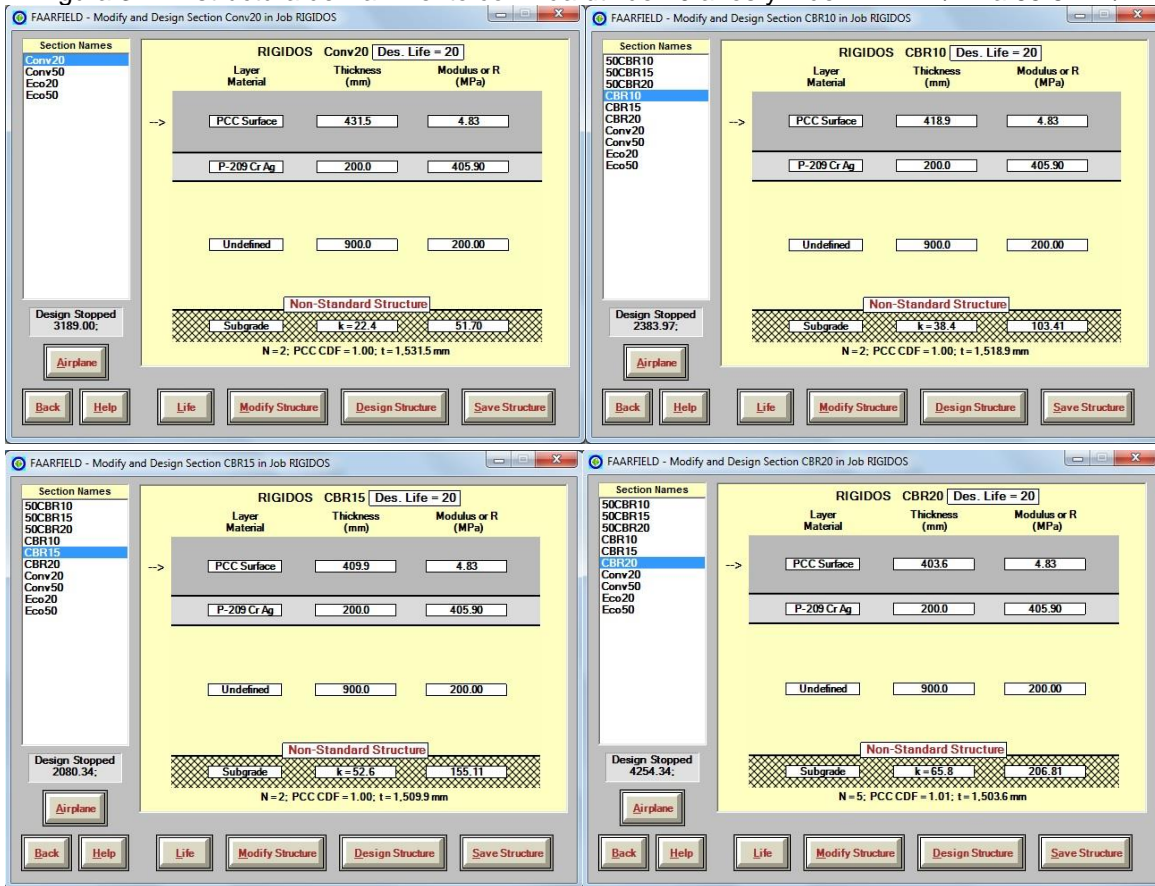 FAARFIELD - Modify and Design Section Conv20 in Job RIGIDOS
Section Names
Conv20
Conv50
Eco20
Eco50
RIGIDOS Conv20 Des. Life = 20
Layer Material Thickness (mm) Modulus or R (MPa)
--> PCC Surface 431.5 4.83
P-209 Cr Ag 200.0 405.90
Undefined 900.0 200.00
Non-Standard Structure
Subgrade k = 22.4 51.70
N = 2; PCC CDF = 1.00; t = 1,531.5 mm
Design Stopped
3189.00;
Airplane
Back Help Life Modify Structure Design Structure Save Structure
FAARFIELD - Modify and Design Section CBR10 in Job RIGIDOS
Section Names
50CBR10
50CBR15
50CBR20
CBR10
CBR15
CBR20
Conv20
Conv50
Eco20
Eco50
RIGIDOS CBR10 Des. Life = 20
Layer Material Thickness (mm) Modulus or R (MPa)
--> PCC Surface 418.9 4.83
P-209 Cr Ag 200.0 405.90
Undefined 900.0 200.00
Non-Standard Structure
Subgrade k = 38.4 103.41
N = 2; PCC CDF = 1.00; t = 1,518.9 mm
Design Stopped
2383.97;
Airplane
Back Help Life Modify Structure Design Structure Save Structure
FAARFIELD - Modify and Design Section CBR15 in Job RIGIDOS
Section Names
50CBR10
50CBR15
50CBR20
CBR10
CBR15
CBR20
Conv20
Conv50
Eco20
Eco50
RIGIDOS CBR15 Des. Life = 20
Layer Material Thickness (mm) Modulus or R (MPa)
--> PCC Surface 409.9 4.83
P-209 Cr Ag 200.0 405.90
Undefined 900.0 200.00
Non-Standard Structure
Subgrade k = 52.6 155.11
N = 2; PCC CDF = 1.00; t = 1,509.9 mm
Design Stopped
2080.34;
Airplane
Back Help Life Modify Structure Design Structure Save Structure
FAARFIELD - Modify and Design Section CBR20 in Job RIGIDOS
Section Names
50CBR10
50CBR15
50CBR20
CBR10
CBR15
CBR20
Conv20
Conv50
Eco20
Eco50
RIGIDOS CBR20 Des. Life = 20
Layer Material Thickness (mm) Modulus or R (MPa)
--> PCC Surface 403.6 4.83
P-209 Cr Ag 200.0 405.90
Undefined 900.0 200.00
Non-Standard Structure
Subgrade k = 65.8 206.81
N = 5; PCC CDF = 1.01; t = 1,503.6 mm
Design Stopped
4254.34;
Airplane
Back Help Life Modify Structure Design Structure Save Structure